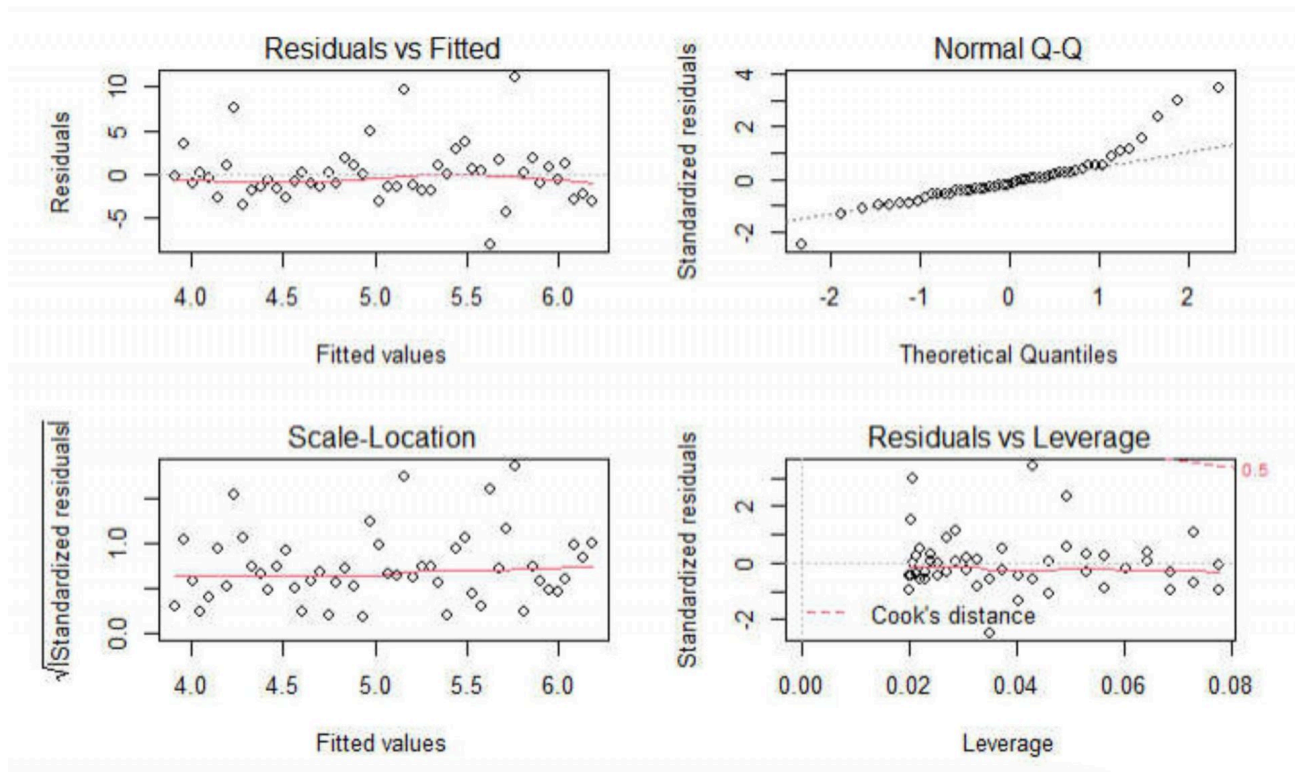 Residuals vs Fitted
Residuals
-5 0 5 10
4.0 4.5 5.0 5.5 6.0
Fitted values
Normal Q-Q
Standardized residuals
-2 0 2 4
-2 -1 0 1 2
Theoretical Quantiles
Scale-Location
√|Standardized residuals|
0.0 1.0
4.0 4.5 5.0 5.5 6.0
Fitted values
Residuals vs Leverage
Standardized residuals
-2 0 2
0.5
Cook's distance
0.00 0.02 0.04 0.06 0.08
Leverage